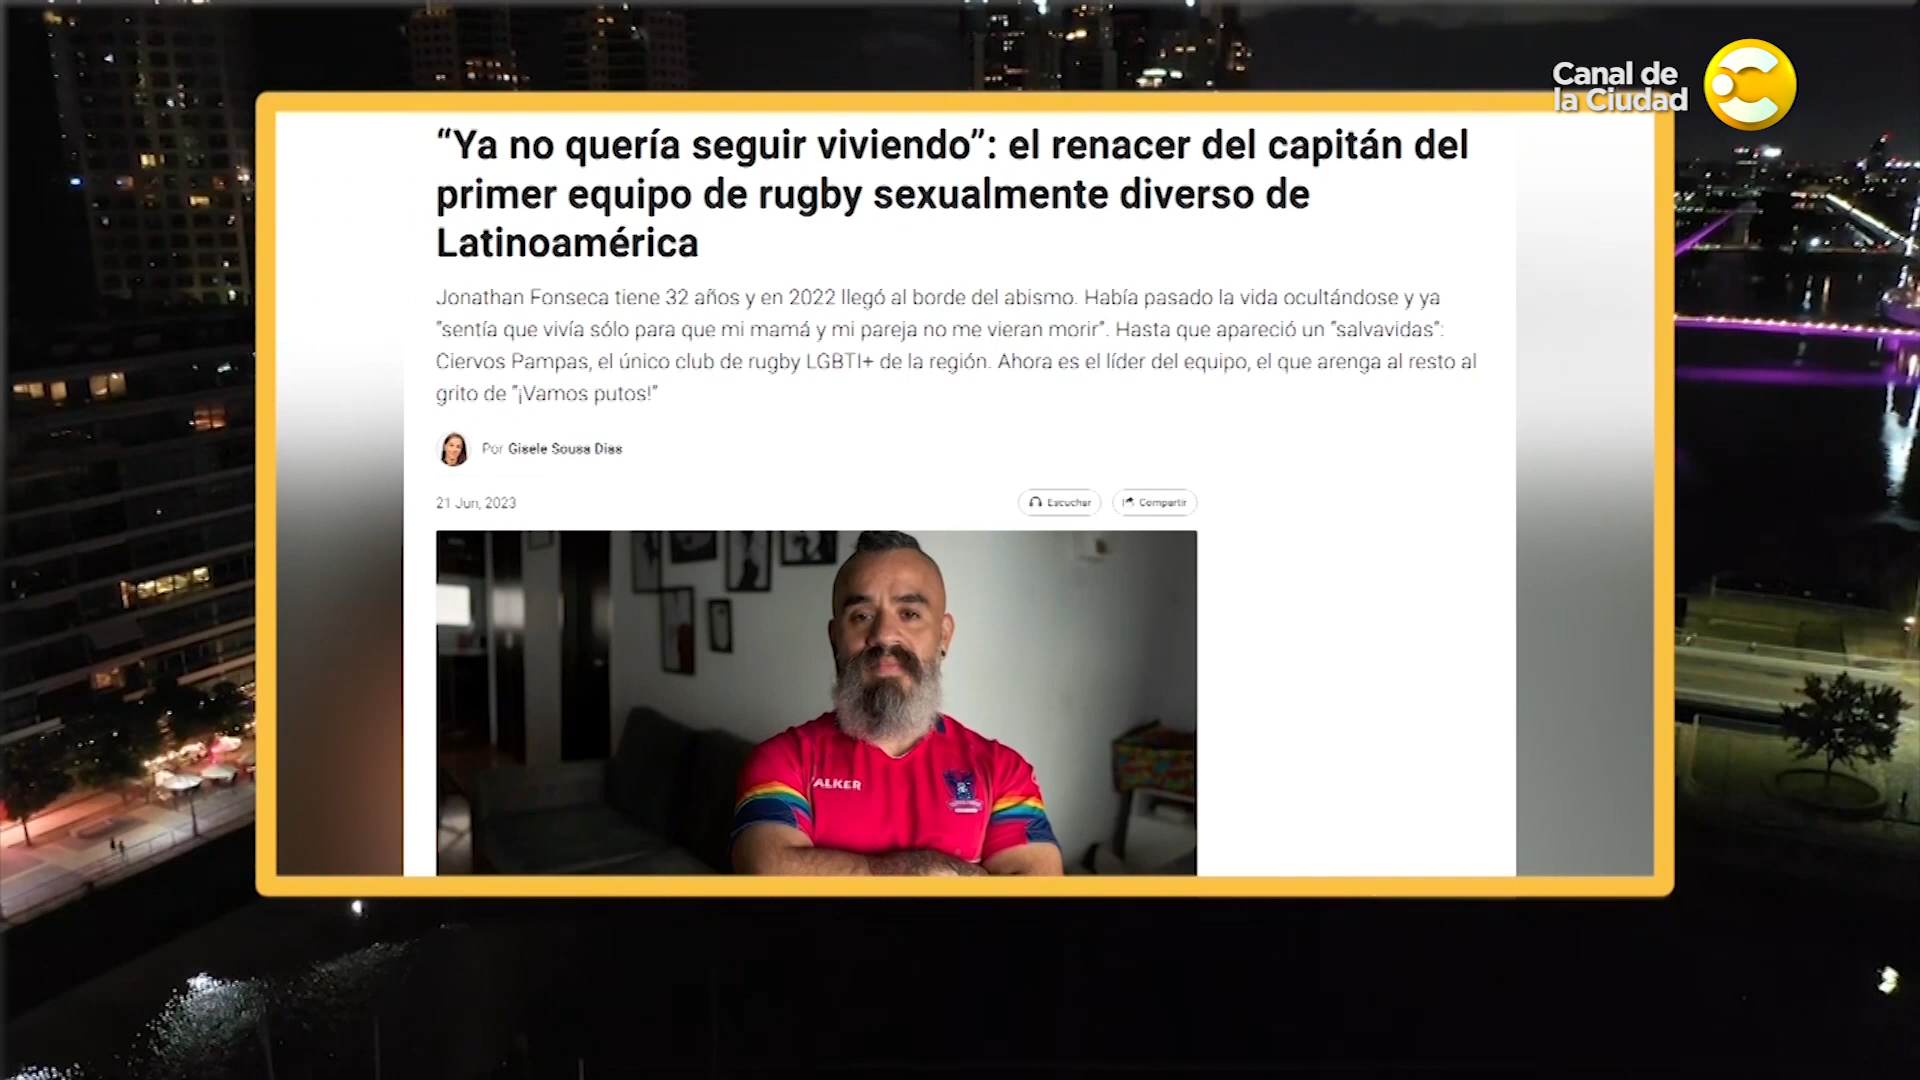 Canal de
la Ciudad
“Ya no quería seguir viviendo”: el renacer del capitán del
primer equipo de rugby sexualmente diverso de
Latinoamérica
Jonathan Fonseca tiene 32 años y en 2022 llegó al borde del abismo. Había pasado la vida ocultándose y ya
"sentía que vivía sólo para que mi mamá y mi pareja no me vieran morir". Hasta que apareció un "salvavidas":
Ciervos Pampas, el único club de rugby LGBTI+ de la región. Ahora es el líder del equipo, el que arenga al resto al
grito de "¡Vamos putos!"
Por Gisele Sousa Dias
21 Jun, 2023
Escuchar
Compartir
ALKER